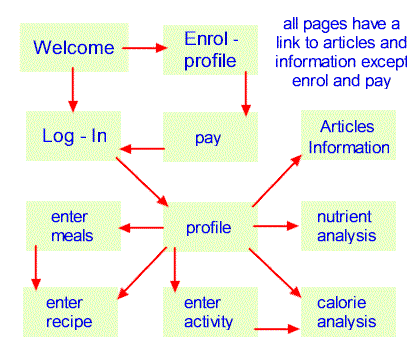 Welcome
Enrol -
profile
all pages have a
link to articles and
information except
enrol and pay
Log - In
pay
Articles
Information
enter
meals
profile
nutrient
analysis
enter
recipe
enter
activity
calorie
analysis